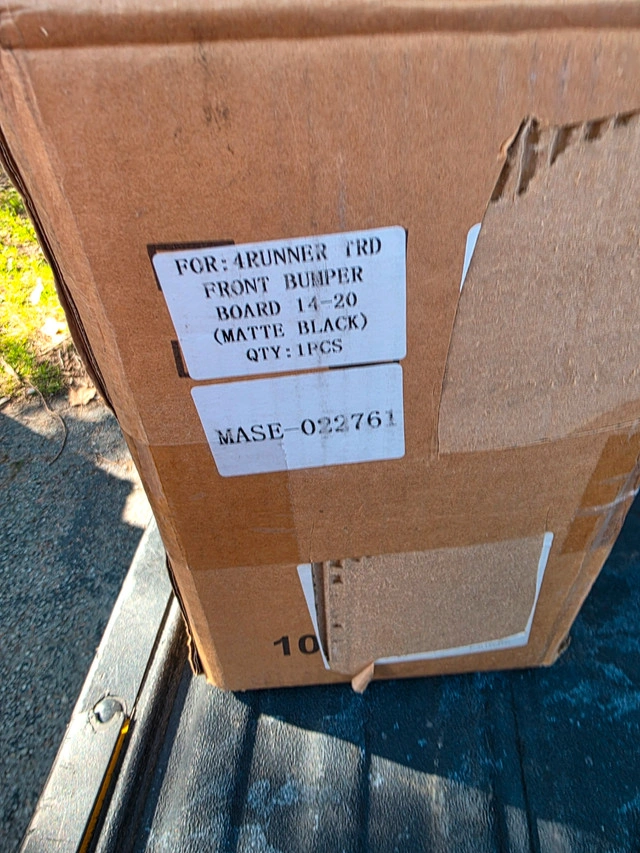 FOR:4RUNNER TRD
FRONT BUMPER
BOARD 14-20
(MATTE BLACK)
QTY:1PCS
MASE-022761
10